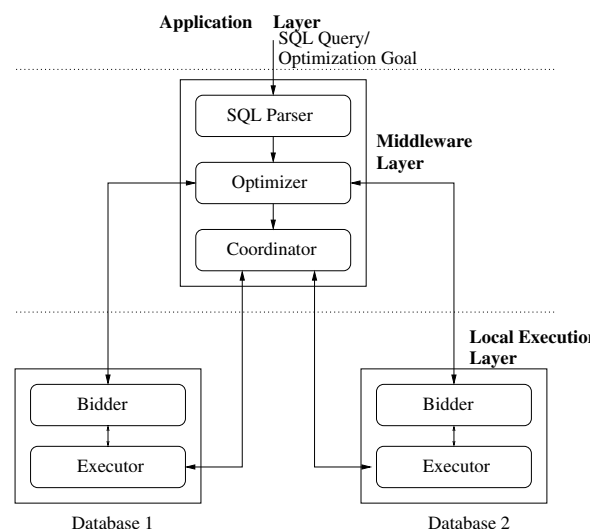 Application Layer
SQL Query/
Optimization Goal
SQL Parser
Middleware
Layer
Optimizer
Coordinator
Local Execution
Layer
Bidder
Bidder
Executor
Executor
Database 1
Database 2